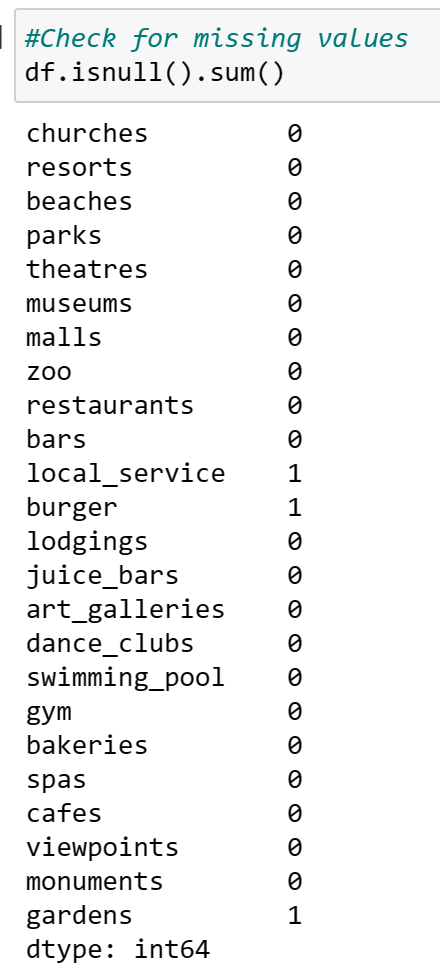 #Check for missing values
df.isnull().sum()
churches 0
resorts 0
beaches 0
parks 0
theatres 0
museums 0
malls 0
zoo 0
restaurants 0
bars 0
local_service 1
burger 1
lodgings 0
juice_bars 0
art_galleries 0
dance_clubs 0
swimming_pool 0
gym 0
bakeries 0
spas 0
cafes 0
viewpoints 0
monuments 0
gardens 1
dtype: int64